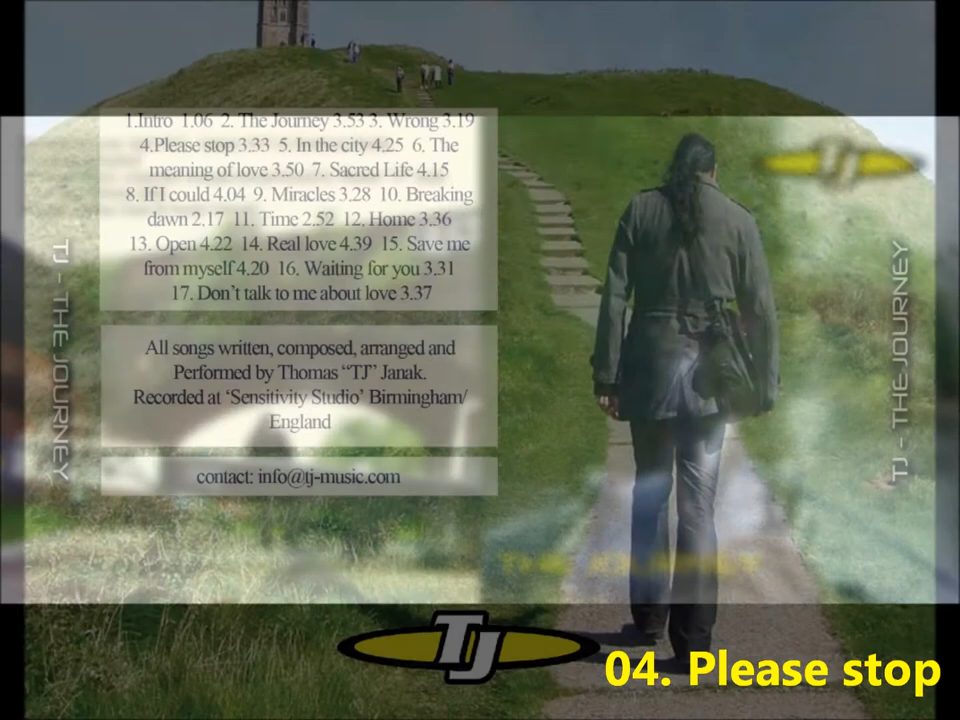 1.Intro 1.06 2. The Journey 3.53 3. Wrong 3.19
4.Please stop 3.33 5. In the city 4.25 6. The
meaning of love 3.50 7. Sacred Life 4.15
8. If I could 4.04 9. Miracles 3.28 10. Breaking
dawn 2.17 11. Time 2.52 12. Home 3.36
13. Open 4.22 14. Real love 4.39 15. Save me
from myself 4.20 16. Waiting for you 3.31
17. Don't talk to me about love 3.37
All songs written, composed, arranged and
Performed by Thomas “TJ” Janak.
Recorded at ‘Sensitivity Studio’ Birmingham/
England
contact: info@tj-music.com
TJ - THE JOURNEY
TJ - THE JOURNEY
TJ
THE JOURNEY
TJ
04. Please stop